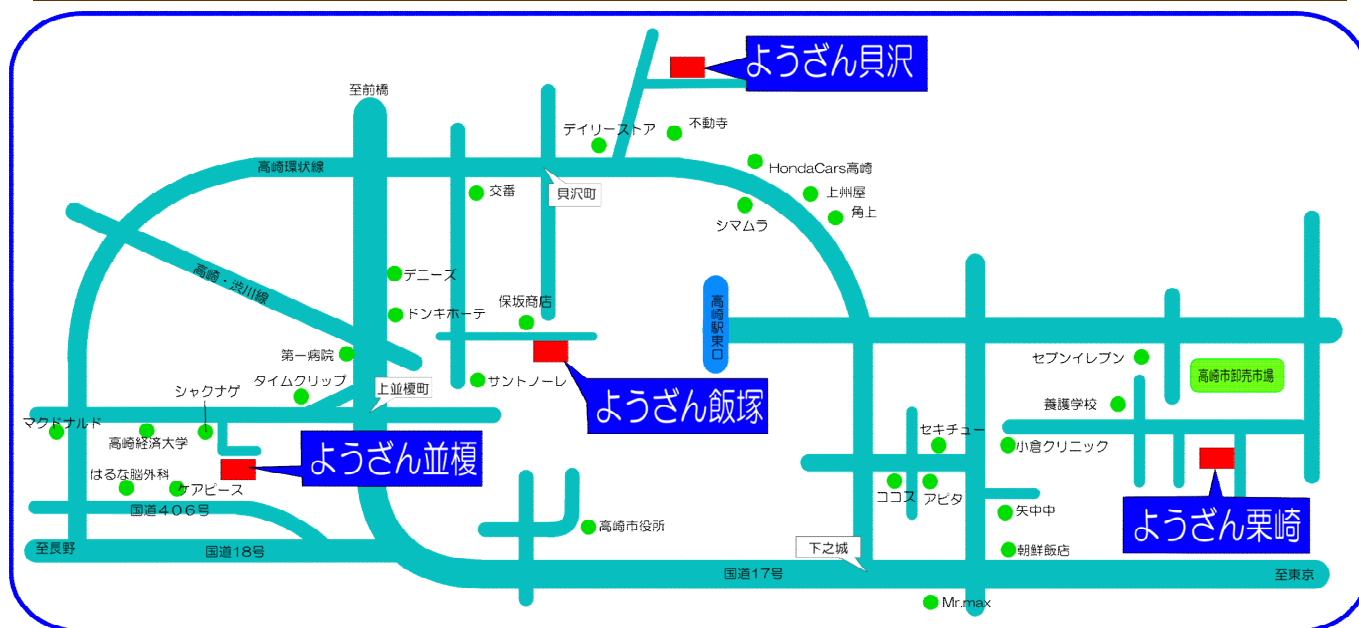 ようざん貝沢
至前橋
デイリーストア
不動寺
高崎環状線
HondaCars高崎
交番
貝沢町
上州屋
角上
シマムラ
高崎・渋川線
デニーズ
保坂商店
高崎駅東口
ドンキホーテ
第一病院
セブンイレブン
高崎市卸売市場
タイムクリップ
上並榎町
サントノーレ
シャクナゲ
ようざん飯塚
養護学校
マクドナルド
高崎経済大学
ようざん並榎
セキチュー
小倉クリニック
はるな脳外科
ケアピース
ココス
アピタ
国道406号
矢中中
ようざん栗崎
高崎市役所
至長野
国道18号
下之城
朝鮮飯店
国道17号
至東京
Mr.max